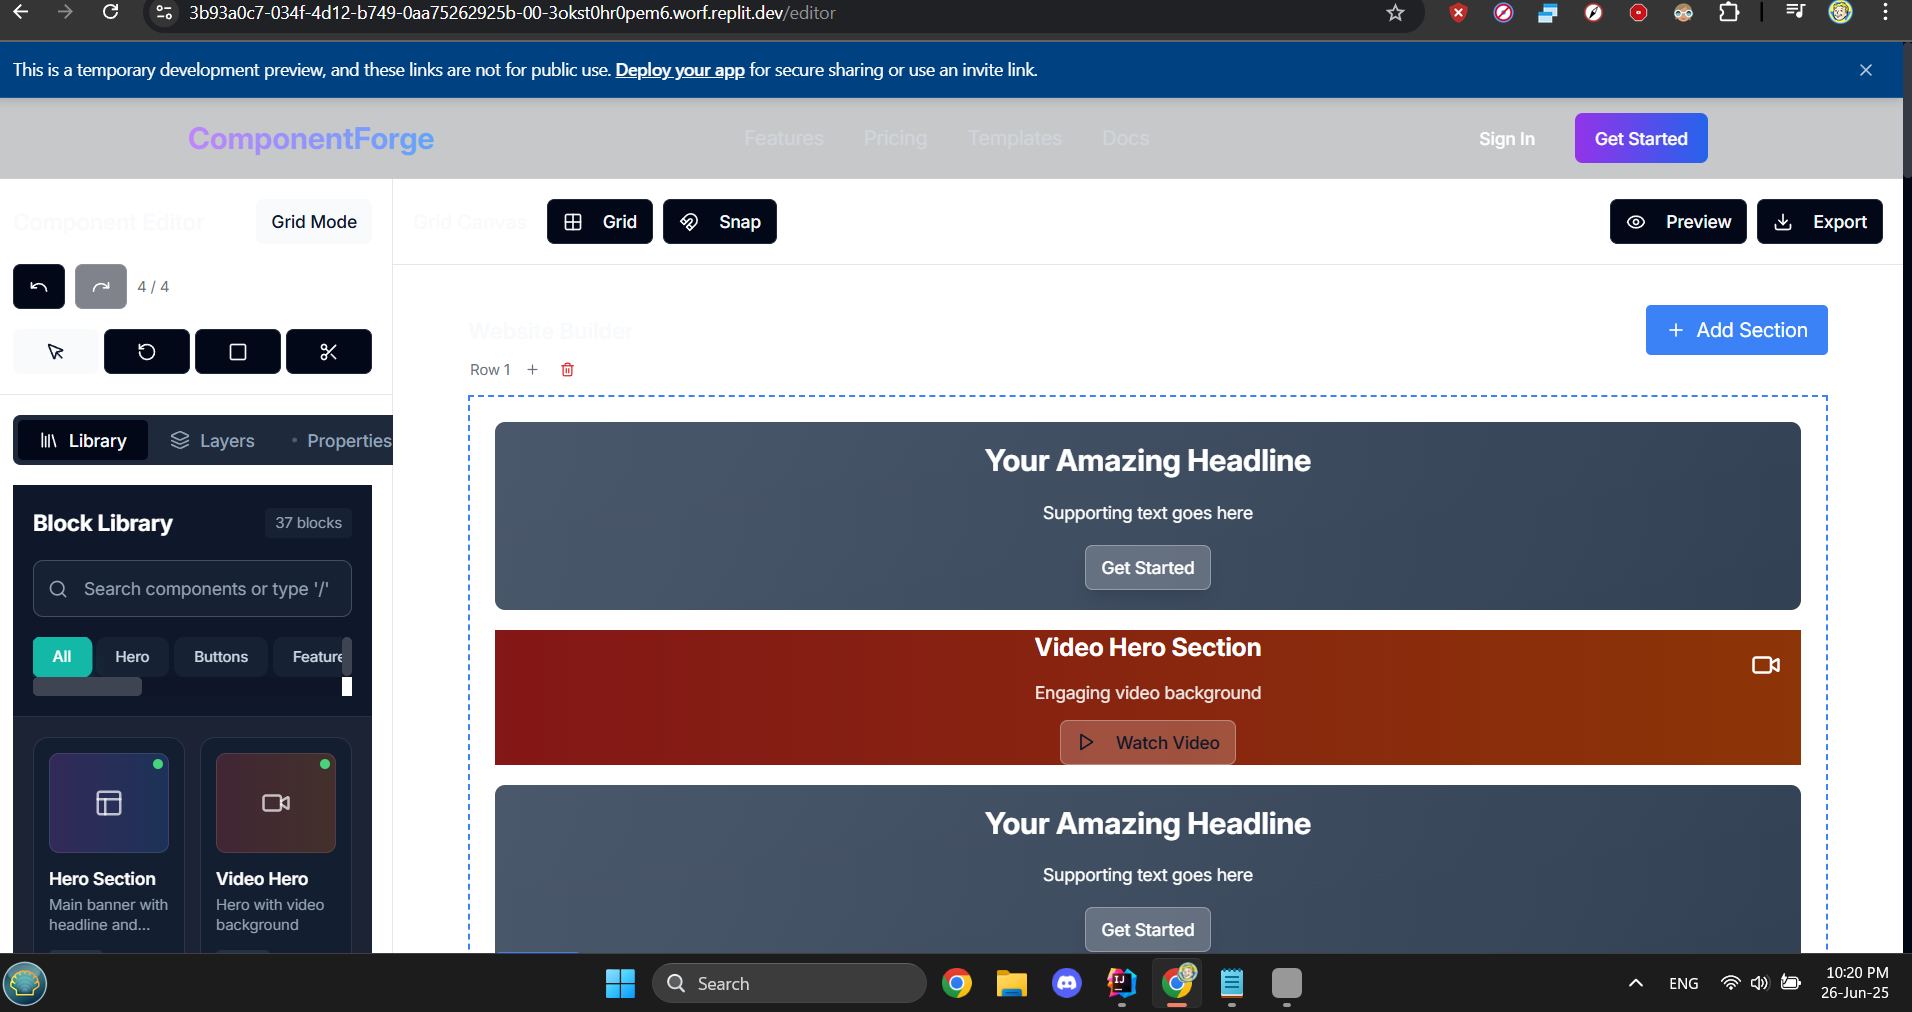 3b93a0c7-034f-4d12-b749-0aa75262925b-00-3okst0hr0pem6.worf.replit.dev/editor
This is a temporary development preview, and these links are not for public use. Deploy your app for secure sharing or use an invite link.
ComponentForge
Features
Pricing
Templates
Docs
Sign In
Get Started
Component Editor
Grid Mode
Grid Canvas
Grid
Snap
Preview
Export
4 / 4
Website Builder
Add Section
Row 1
Library
Layers
Properties
Block Library
37 blocks
Search components or type '/'
All
Hero
Buttons
Feature
Hero Section
Main banner with
headline and...
Video Hero
Hero with video
background
Your Amazing Headline
Supporting text goes here
Get Started
Video Hero Section
Engaging video background
Watch Video
Your Amazing Headline
Supporting text goes here
Get Started
Search
IJ
ENG
10:20 PM
26-Jun-25